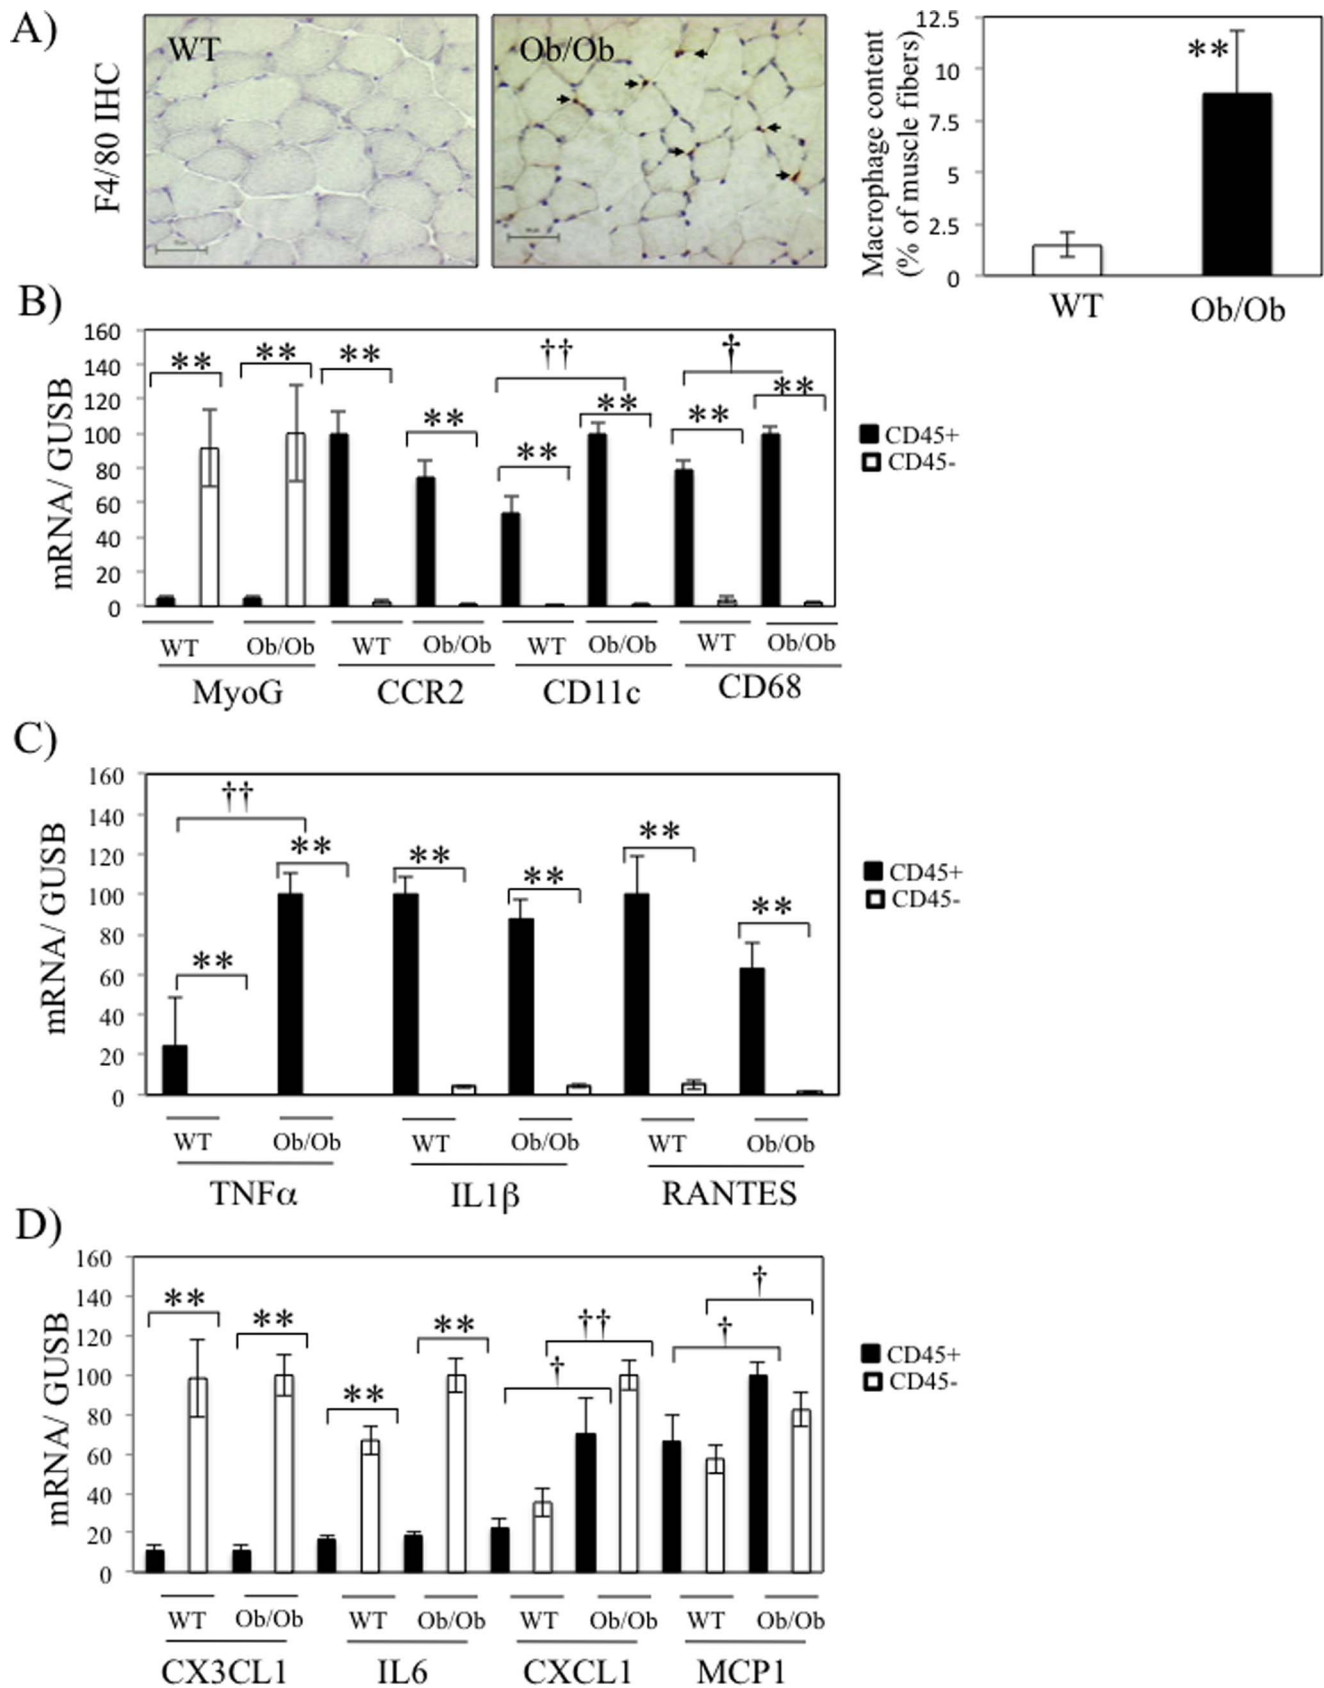 A)
F4/80 IHC
WT
Ob/Ob
Macrophage content
(% of muscle fibers)
12.5
10
7.5
5
2.5
0
**
WT
Ob/Ob
B)
mRNA/ GUSB
160
140
120
100
80
60
40
20
0
** ** ** ** ** †† ** ** † **
CD45+
CD45-
WT Ob/Ob WT Ob/Ob WT Ob/Ob WT Ob/Ob
MyoG CCR2 CD11c CD68
C)
mRNA/ GUSB
160
140
120
100
80
60
40
20
0
** †† ** ** ** ** **
CD45+
CD45-
WT Ob/Ob WT Ob/Ob WT Ob/Ob
TNFα IL1β RANTES
D)
mRNA/ GUSB
160
140
120
100
80
60
40
20
0
** ** ** ** † †† † †
CD45+
CD45-
WT Ob/Ob WT Ob/Ob WT Ob/Ob WT Ob/Ob
CX3CL1 IL6 CXCL1 MCP1